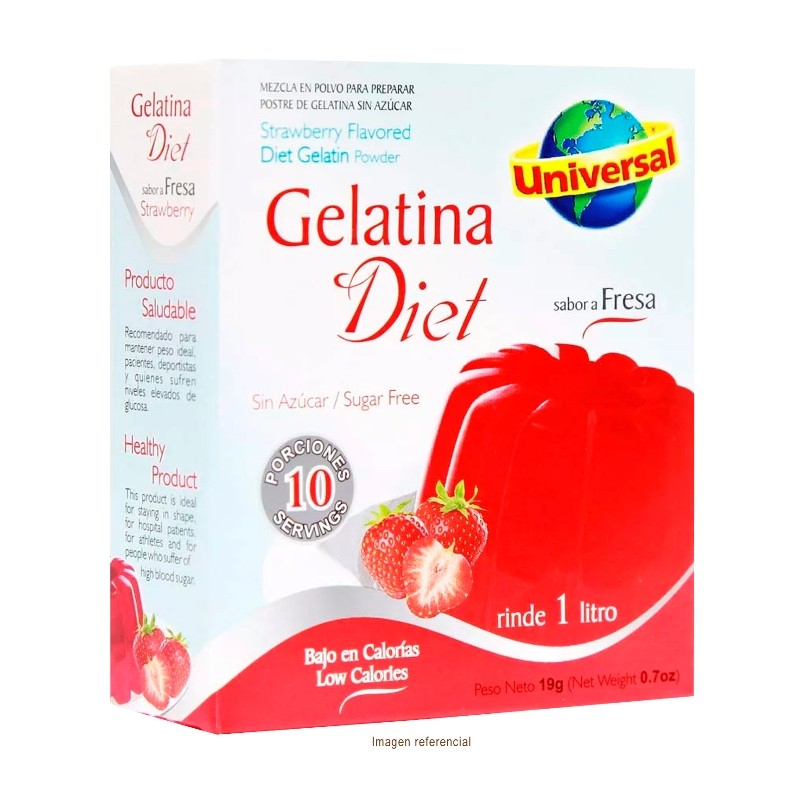 Gelatina
Diet
sabor a Fresa
Strawberry
Producto
Saludable
Recomendado para
mantener peso ideal,
pacientes, deportistas
y quienes sufren
niveles elevados de
glucosa.
Healthy
Product
This product is ideal
for staying in shape,
for hospital patients,
for athletes and for
people who suffer of
high blood sugar.
MEZCLA EN POLVO PARA PREPARAR
POSTRE DE GELATINA SIN AZÚCAR
Strawberry Flavored
Diet Gelatin Powder
Universal
Gelatina
Diet
sabor a Fresa
Sin Azúcar / Sugar Free
PORCIONES
10
SERVINGS
rinde 1 litro
Bajo en Calorías
Low Calories
Peso Neto 19g (Net Weight 0.7oz)
Imagen referencial